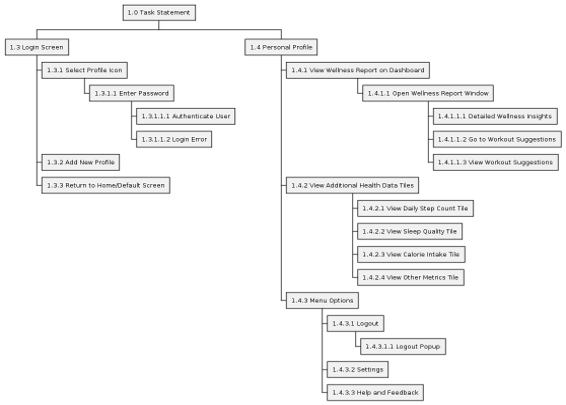 1.0 Task Statement
1.3 Login Screen
1.3.1 Select Profile Icon
1.3.1.1 Enter Password
1.3.1.1.1 Authenticate User
1.3.1.1.2 Login Error
1.3.2 Add New Profile
1.3.3 Return to Home/Default Screen
1.4 Personal Profile
1.4.1 View Wellness Report on Dashboard
1.4.1.1 Open Wellness Report Window
1.4.1.1.1 Detailed Wellness Insights
1.4.1.1.2 Go to Workout Suggestions
1.4.1.1.3 View Workout Suggestions
1.4.2 View Additional Health Data Tiles
1.4.2.1 View Daily Step Count Tile
1.4.2.2 View Sleep Quality Tile
1.4.2.3 View Calorie Intake Tile
1.4.2.4 View Other Metrics Tile
1.4.3 Menu Options
1.4.3.1 Logout
1.4.3.1.1 Logout Popup
1.4.3.2 Settings
1.4.3.3 Help and Feedback